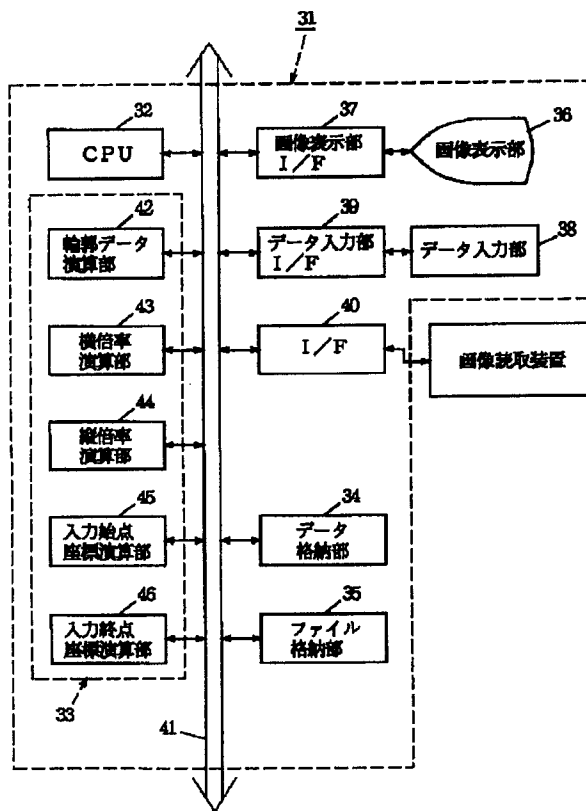 31
32
CPU
37
画像表示部
I/F
36
画像表示部
42
輪郭データ
演算部
39
データ入力部
I/F
38
データ入力部
43
横倍率
演算部
40
I/F
画像読取装置
44
縦倍率
演算部
45
入力始点
座標演算部
34
データ
格納部
46
入力終点
座標演算部
35
ファイル
格納部
33
41